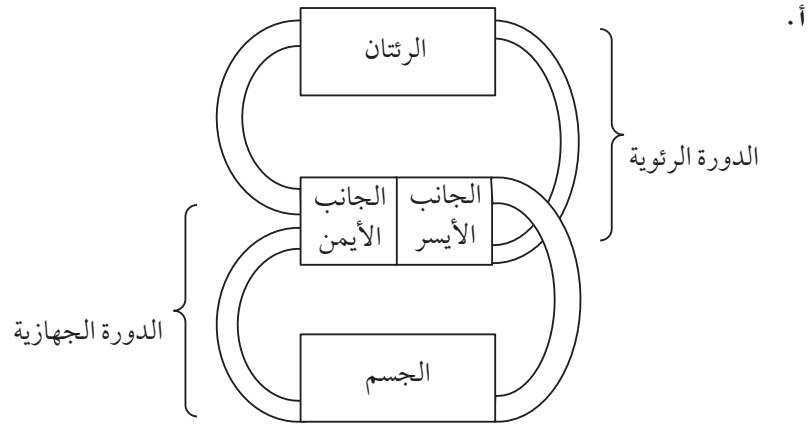 أ.
الرئتان
الدورة الرئوية
الجانب الأيمن
الجانب الأيسر
الدورة الجهازية
الجسم